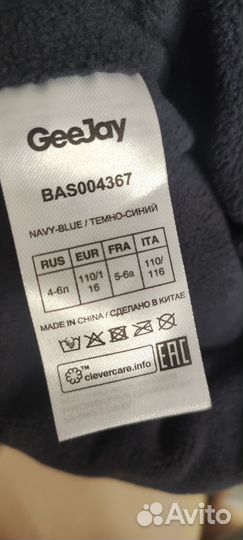 GeeJay
BAS004367
NAVY-BLUE / ТЕМНО-СИНИЙ
RUS EUR FRA ITA
4-6л 110/1 16 5-6a 110/ 116
MADE IN CHINA / СДЕЛАНО В КИТАЕ
clevercare.info
TM
EAC
Avito